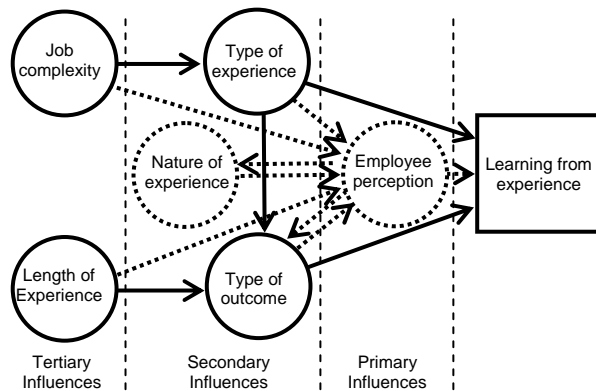 Job
complexity
Type of
experience
Nature of
experience
Employee
perception
Learning from
experience
Length of
Experience
Type of
outcome
Tertiary
Influences
Secondary
Influences
Primary
Influences